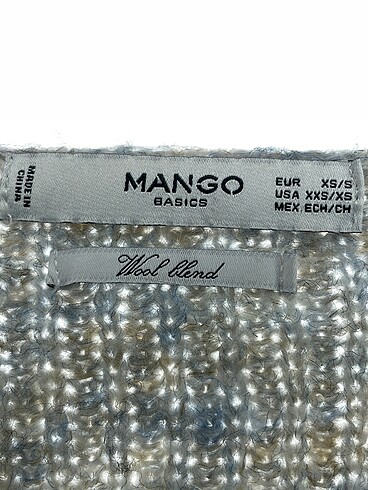 MADE IN
CHINA
MANGO
BASICS
EUR XS/S
USA XXS/XS
MEX ECH/CH
Wool blend